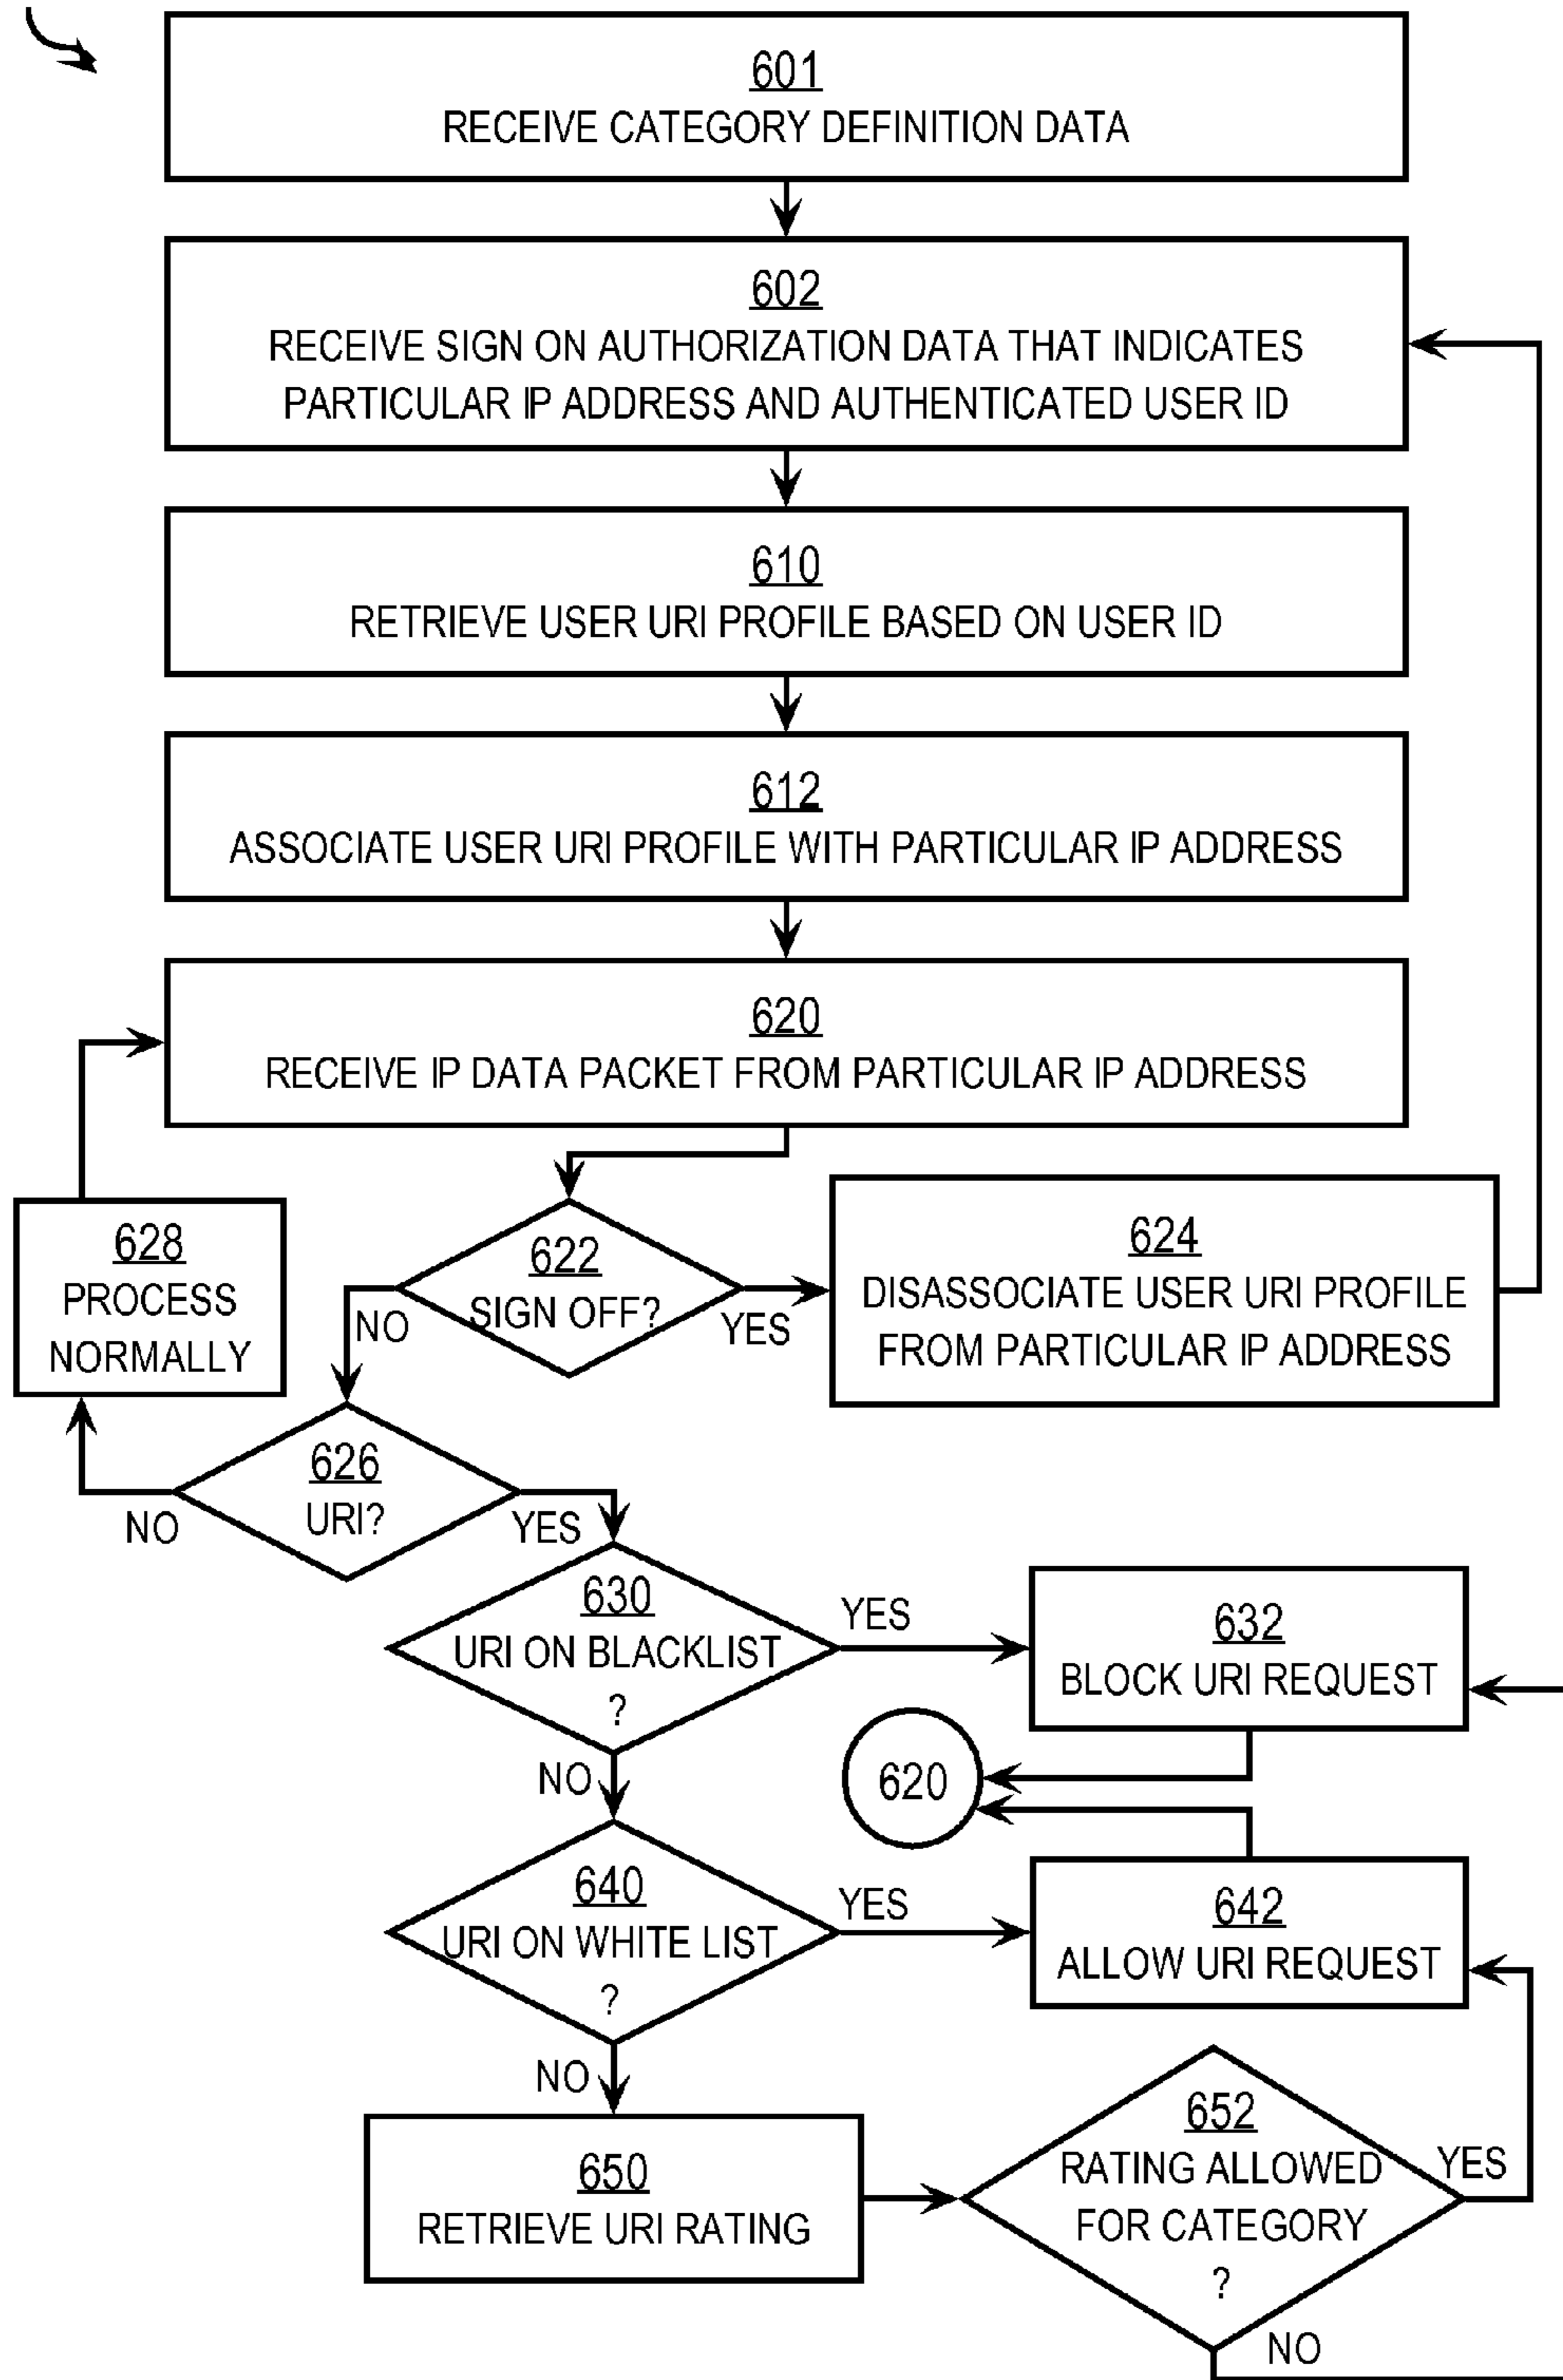 601
RECEIVE CATEGORY DEFINITION DATA
602
RECEIVE SIGN ON AUTHORIZATION DATA THAT INDICATES
PARTICULAR IP ADDRESS AND AUTHENTICATED USER ID
610
RETRIEVE USER URI PROFILE BASED ON USER ID
612
ASSOCIATE USER URI PROFILE WITH PARTICULAR IP ADDRESS
620
RECEIVE IP DATA PACKET FROM PARTICULAR IP ADDRESS
628
PROCESS
NORMALLY
622
SIGN OFF?
NO
YES
624
DISASSOCIATE USER URI PROFILE
FROM PARTICULAR IP ADDRESS
626
URI?
NO
YES
630
URI ON BLACKLIST
?
YES
NO
632
BLOCK URI REQUEST
620
640
URI ON WHITE LIST
?
YES
NO
642
ALLOW URI REQUEST
650
RETRIEVE URI RATING
652
RATING ALLOWED
FOR CATEGORY
?
YES
NO